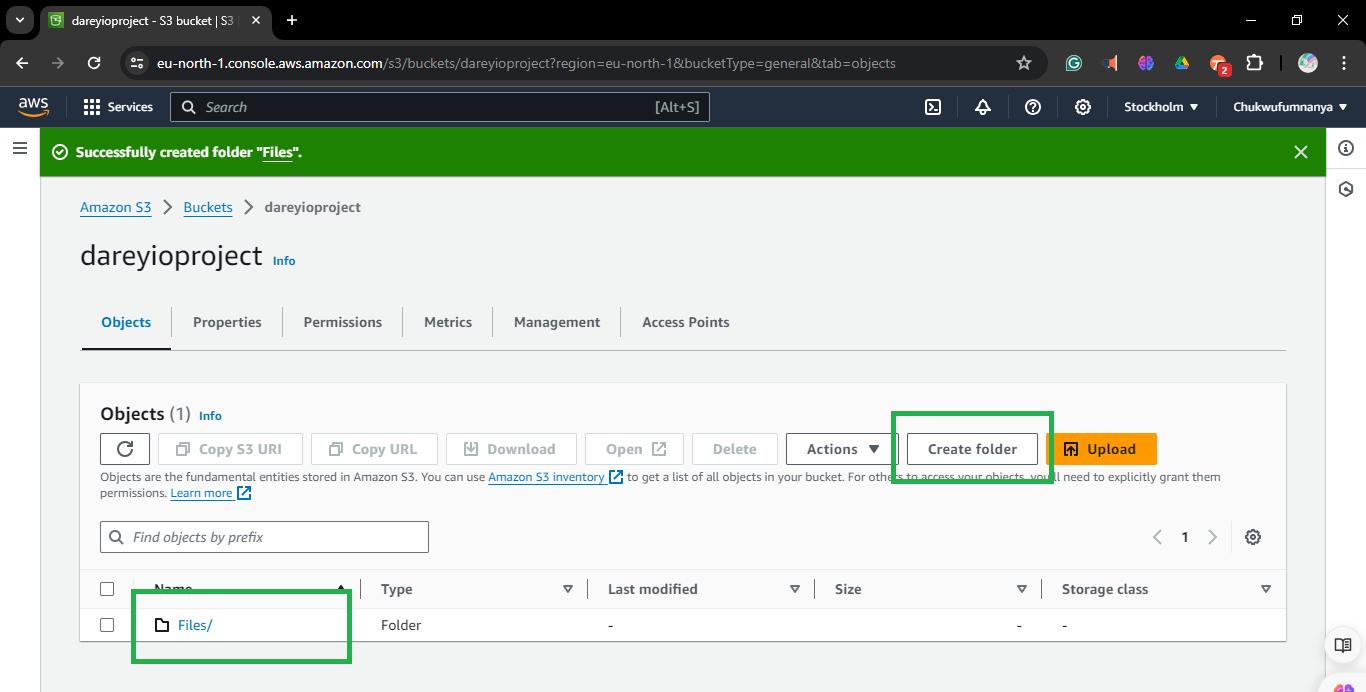 dareyioproject - S3 bucket | S3
eu-north-1.console.aws.amazon.com/s3/buckets/dareyioproject?region=eu-north-1&bucketType=general&tab=objects
2
aws Services Search [Alt+S] Stockholm Chukwufumnanya
Successfully created folder "Files".
Amazon S3 > Buckets > dareyioproject
dareyioproject Info
Objects Properties Permissions Metrics Management Access Points
Objects (1) Info
Copy S3 URI Copy URL Download Open Delete Actions Create folder Upload
Objects are the fundamental entities stored in Amazon S3. You can use Amazon S3 inventory to get a list of all objects in your bucket. For others to access your objects, you'll need to explicitly grant them
permissions. Learn more
Find objects by prefix 1
Name Type Last modified Size Storage class
Files/ Folder - - -